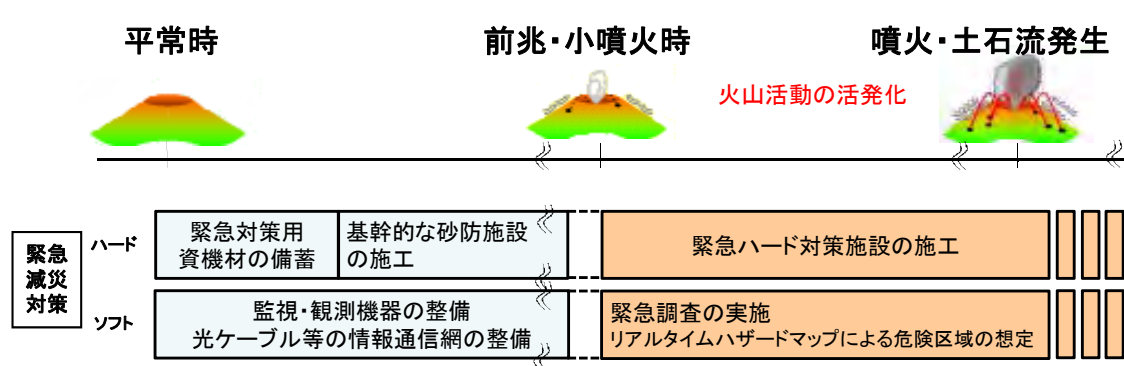 平常時
前兆・小噴火時
噴火・土石流発生
火山活動の活発化
緊急
減災
対策
ハード
緊急対策用
資機材の備蓄
基幹的な砂防施設
の施工
緊急ハード対策施設の施工
ソフト
監視・観測機器の整備
光ケーブル等の情報通信網の整備
緊急調査の実施
リアルタイムハザードマップによる危険区域の想定